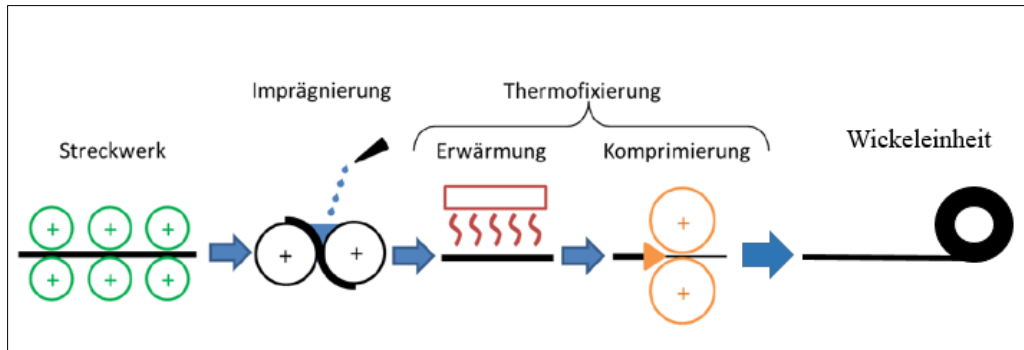 Imprägnierung
Thermofixierung
Streckwerk
Erwärmung
Komprimierung
Wickeleinheit